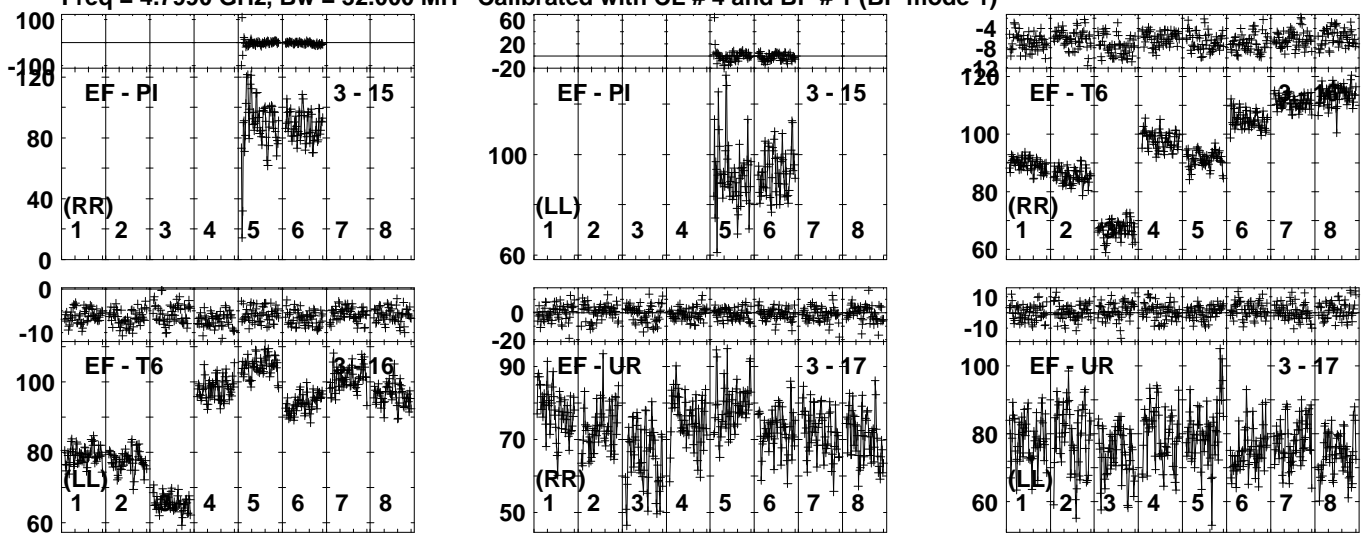 Freq = 4.7990 GHz, Bw = 32.000 MH Calibrated with CL # 4 and BP # 1 (BP mode 1)
100
0
-100
120
80
40
0
EF - PI
3 - 15
(RR)
1 2 3 4 5 6 7 8
60
20
-20
100
60
EF - PI
3 - 15
(LL)
1 2 3 4 5 6 7 8
-4
-8
-12
120
100
80
60
EF - T6
(RR)
1 2 3 4 5 6 7 8
0
-10
100
80
60
EF - T6
3 - 16
(LL)
1 2 3 4 5 6 7 8
0
-20
90
70
50
EF - UR
3 - 17
(RR)
1 2 3 4 5 6 7 8
10
-10
100
80
60
EF - UR
3 - 17
(LL)
1 2 3 4 5 6 7 8